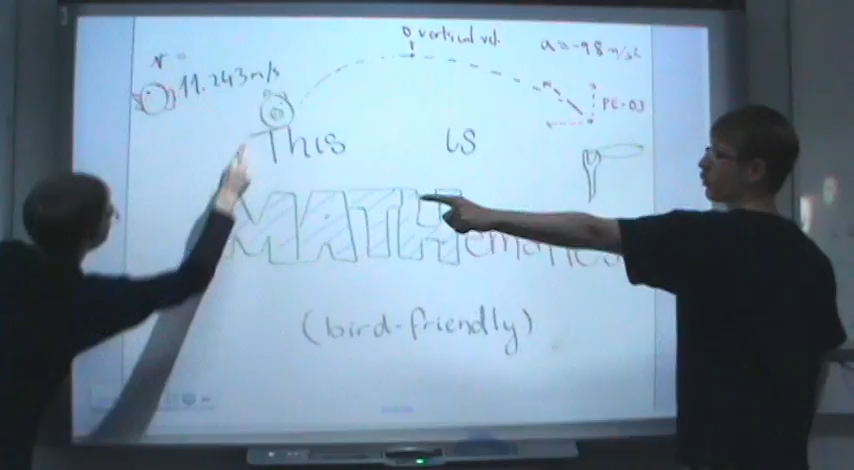 0 vertical vel. a = -9.8 m/s²
v =
11.243 m/s
PE = 0 J
This is
MATHematics
(bird-friendly)